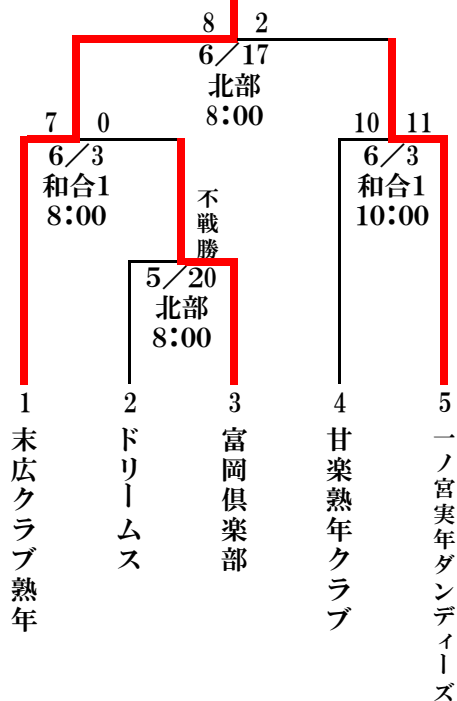 8 2
6／17
北部
8：00
7 0
6／3
和合1
8：00
10 11
6／3
和合1
10：00
不戦勝
5／20
北部
8：00
1 2 3 4 5
末広クラブ熟年
ドリームス
富岡倶楽部
甘楽熟年クラブ
一ノ宮実年ダンディーズ